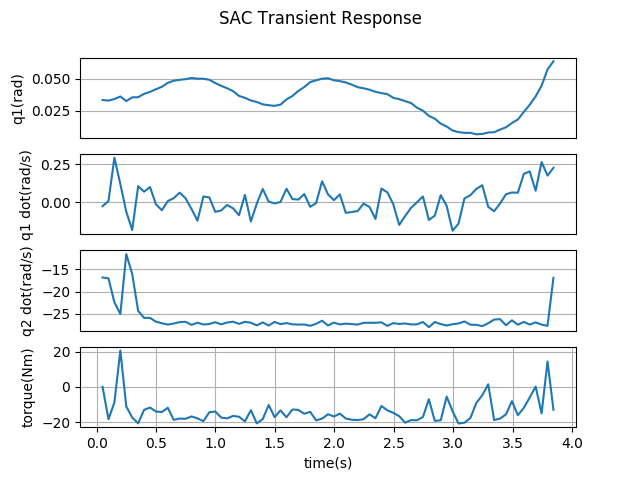 SAC Transient Response
0.050
0.025
q1(rad)
0.25
0.00
q1 dot(rad/s)
−15
−20
−25
q2 dot(rad/s)
20
0
−20
torque(Nm)
0.0 0.5 1.0 1.5 2.0 2.5 3.0 3.5 4.0
time(s)